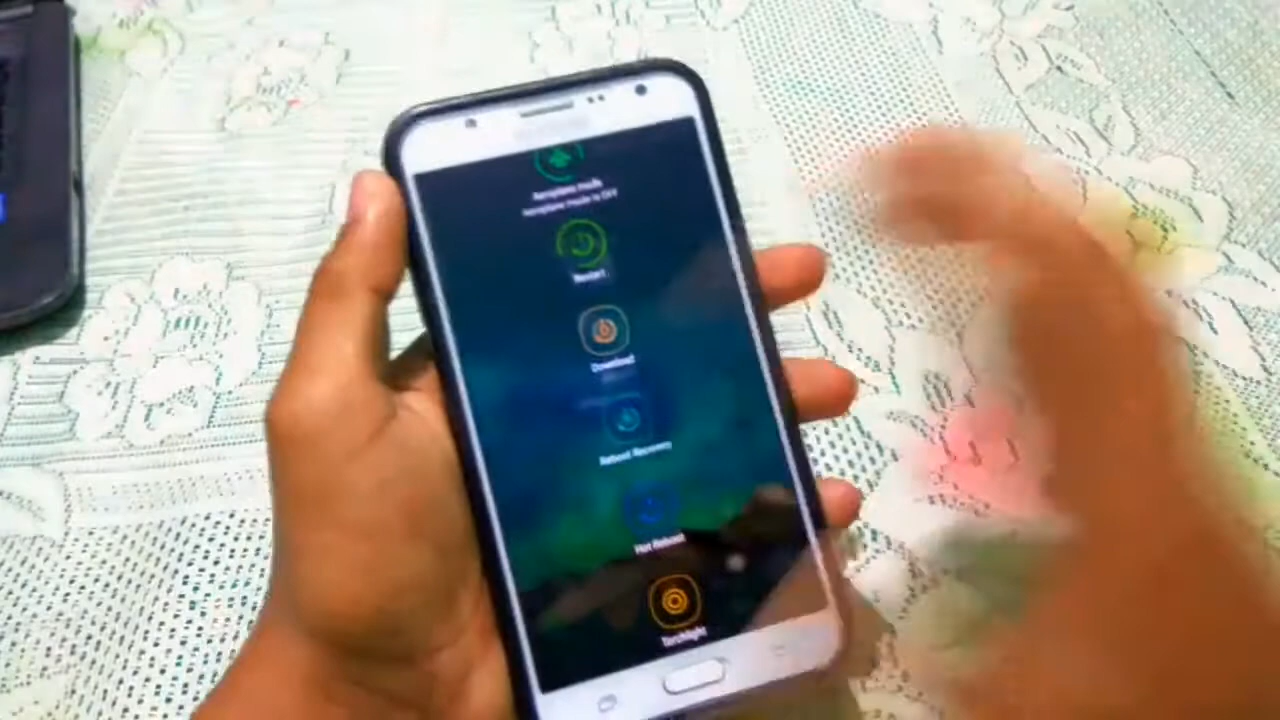 Aeroplane mode
Aeroplane mode is OFF
Restart
Download
Reboot Recovery
Hot Reboot
Torchlight